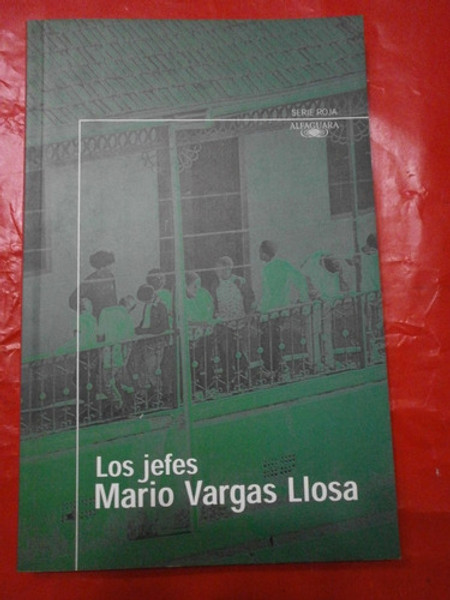 SERIE ROJA
ALFAGUARA
Los jefes
Mario Vargas Llosa